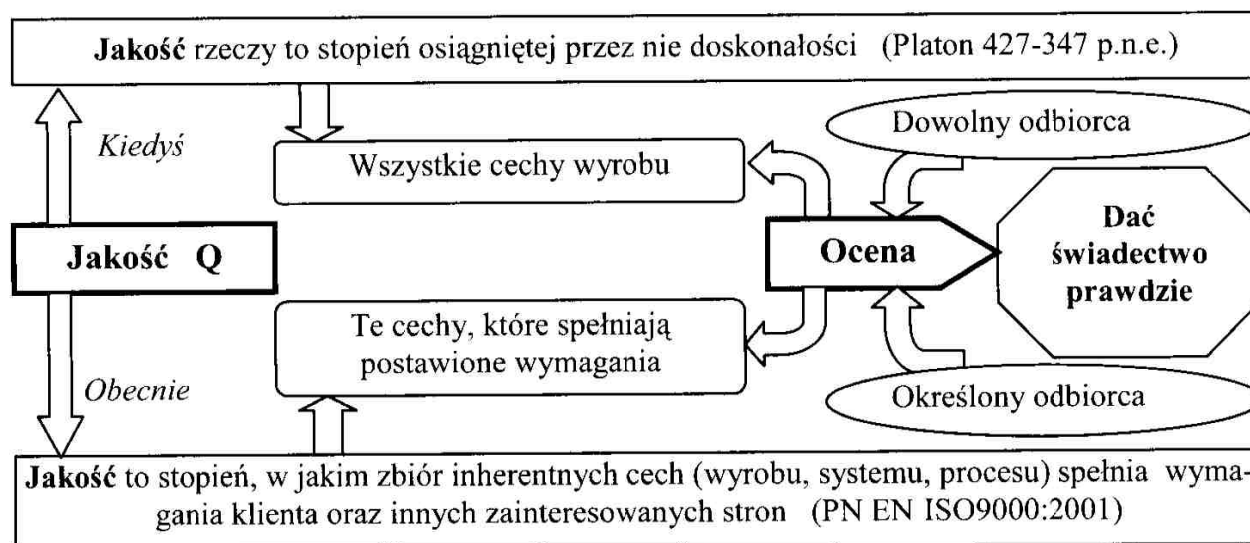 Jakość rzeczy to stopień osiągniętej przez nie doskonałości (Platon 427-347 p.n.e.)
Kiedyś
Wszystkie cechy wyrobu
Dowolny odbiorca
Jakość Q
Ocena
Dać
świadectwo
prawdzie
Te cechy, które spełniają
postawione wymagania
Obecnie
Określony odbiorca
Jakość to stopień, w jakim zbiór inherentnych cech (wyrobu, systemu, procesu) spełnia wyma-
gania klienta oraz innych zainteresowanych stron (PN EN ISO9000:2001)